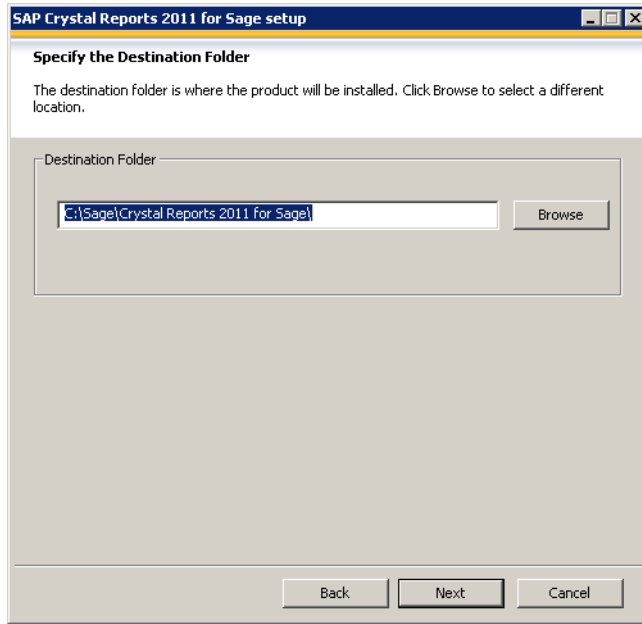 SAP Crystal Reports 2011 for Sage setup
Specify the Destination Folder
The destination folder is where the product will be installed. Click Browse to select a different
location.
Destination Folder
C:\Sage\Crystal Reports 2011 for Sage\
Browse
Back
Next
Cancel